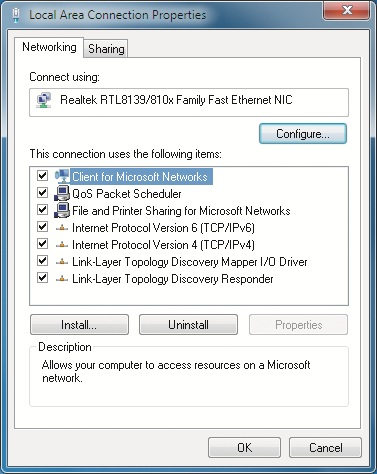 Local Area Connection Properties
Networking
Sharing
Connect using:
Realtek RTL8139/810x Family Fast Ethernet NIC
Configure...
This connection uses the following items:
Client for Microsoft Networks
QoS Packet Scheduler
File and Printer Sharing for Microsoft Networks
Internet Protocol Version 6 (TCP/IPv6)
Internet Protocol Version 4 (TCP/IPv4)
Link-Layer Topology Discovery Mapper I/O Driver
Link-Layer Topology Discovery Responder
Install...
Uninstall
Properties
Description
Allows your computer to access resources on a Microsoft
network.
OK
Cancel